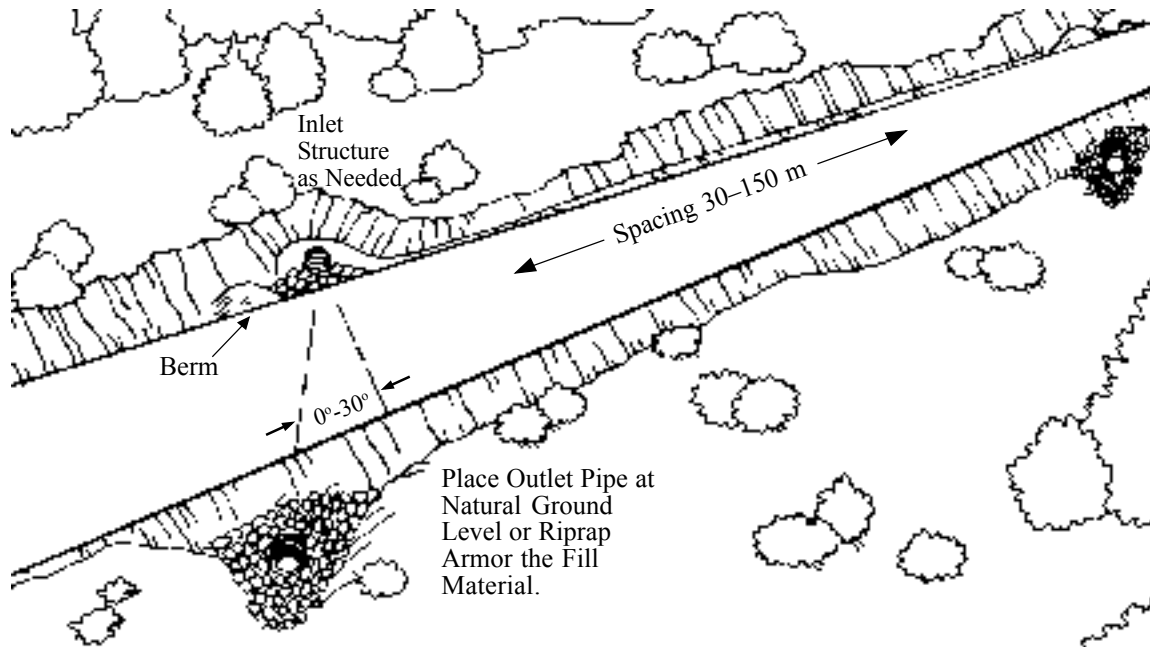 Inlet
Structure
as Needed
Spacing 30–150 m
Berm
0°-30°
Place Outlet Pipe at
Natural Ground
Level or Riprap
Armor the Fill
Material.